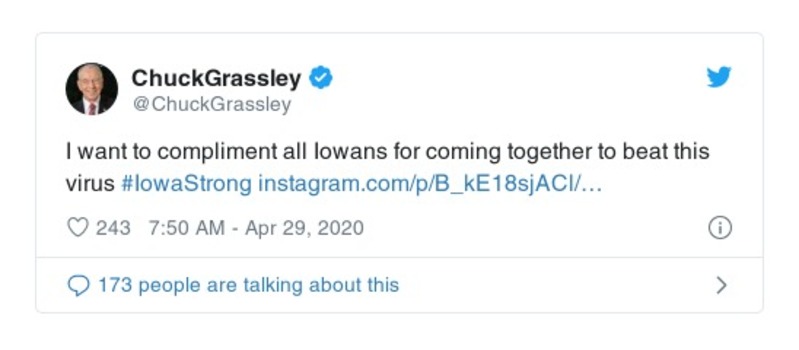 ChuckGrassley
@ChuckGrassley
I want to compliment all Iowans for coming together to beat this
virus #IowaStrong instagram.com/p/B_kE18sjACl/…
243 7:50 AM - Apr 29, 2020
173 people are talking about this